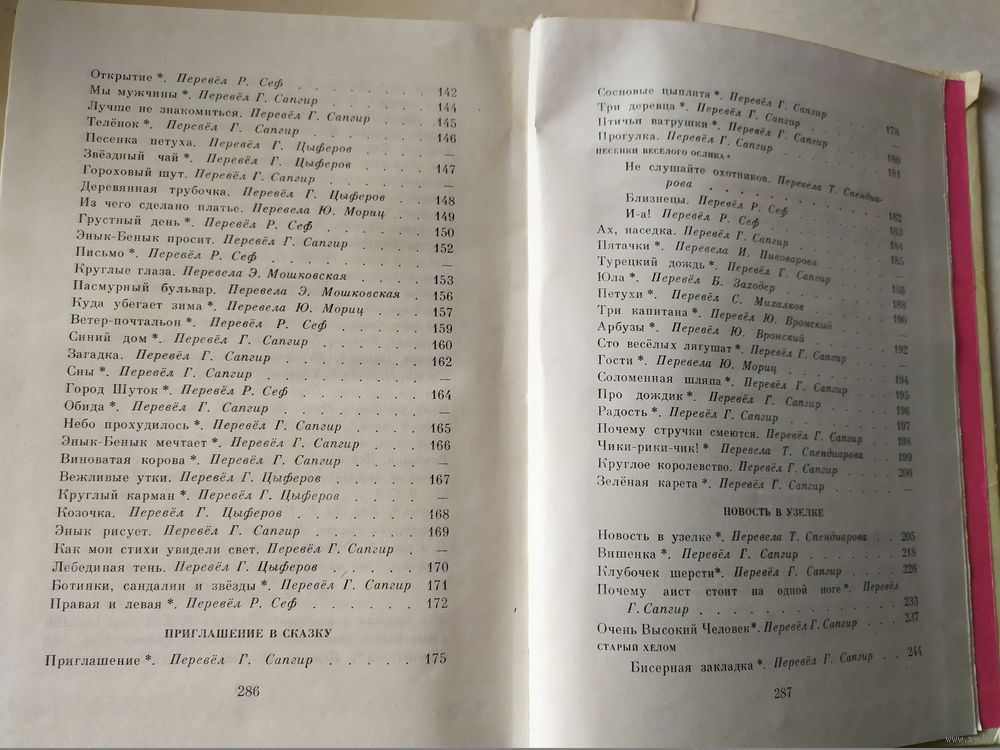 Открытие *. Перевёл Р. Сеф . . . . . . . 142
Мы мужчины *. Перевёл Г. Сапгир . . . . . 144
Лучше не знакомиться. Перевёл Г. Сапгир . . . 145
Телёнок *. Перевёл Г. Сапгир . . . . . . 146
Песенка петуха. Перевёл Г. Цыферов . . . . —
Звёздный чай *. Перевёл Г. Цыферов . . . . 147
Гороховый шут. Перевёл Г. Сапгир . . . . . —
Деревянная трубочка. Перевёл Г. Цыферов . . . 148
Из чего сделано платье. Перевела Ю. Мориц . . . 149
Грустный день *. Перевёл Р. Сеф . . . . . 150
Энык-Бенык просит. Перевёл Г. Сапгир . . . . 152
Письмо *. Перевёл Р. Сеф . . . . . . . —
Круглые глаза. Перевела Э. Мошковская . . . . 153
Пасмурный бульвар. Перевела Э. Мошковская . . 156
Куда убегает зима *. Перевела Ю. Мориц . . . 157
Ветер-почтальон *. Перевёл Р. Сеф . . . . . 159
Синий дом *. Перевёл Г. Сапгир . . . . . 160
Загадка. Перевёл Г. Сапгир . . . . . . . 162
Сны *. Перевёл Г. Сапгир . . . . . . . —
Город Шуток *. Перевёл Р. Сеф . . . . . . 164
Обида *. Перевёл Г. Сапгир . . . . . . . —
Небо прохудилось *. Перевёл Г. Сапгир . . . . 165
Энык-Бенык мечтает *. Перевёл Г. Сапгир . . . 166
Виноватая корова *. Перевёл Г. Сапгир . . . . —
Вежливые утки. Перевёл Г. Цыферов . . . . . 167
Круглый карман *. Перевёл Г. Цыферов . . . . —
Козочка. Перевёл Г. Цыферов . . . . . . . 168
Энык рисует. Перевёл Г. Сапгир . . . . . . 169
Как мои стихи увидели свет. Перевёл Г. Сапгир . —
Лебединая тень. Перевёл Г. Цыферов . . . . . 170
Ботинки, сандалии и звёзды *. Перевёл Г. Сапгир 171
Правая и левая *. Перевёл Р. Сеф . . . . . . 172
ПРИГЛАШЕНИЕ В СКАЗКУ
Приглашение *. Перевёл Г. Сапгир . . . . . 175
286
Сосновые цыплята *. Перевёл Г. Сапгир
Три деревца *. Перевёл Г. Сапгир . . . . 178
Птичьи ватрушки *. Перевёл Г. Сапгир . . . —
Прогулка. Перевёл Г. Сапгир . . . . . 180
ПЕСЕНКИ ВЕСЕЛОГО ОСЛИКА * 181
Не слушайте охотников. Перевела Т. Спендиа-
рова . . . . . . . .
Близнецы. Перевёл Р. Сеф . . . . . 182
И-а! Перевёл Р. Сеф . . . . . . 183
Ах, наседка. Перевёл Г. Сапгир . . . . 184
Пятачки *. Перевела И. Пивоварова . . . 185
Турецкий дождь *. Перевёл Г. Сапгир . . . —
Юла *. Перевёл Б. Заходер . . . . . 186
Петухи *. Перевёл С. Михалков . . . . 188
Три капитана *. Перевёл Ю. Вронский . . . 190
Арбузы *. Перевёл Ю. Вронский . . . . —
Сто весёлых лягушат *. Перевёл Г. Сапгир . . 192
Гости *. Перевела Ю. Мориц . . . . . —
Соломенная шляпа *. Перевёл Г. Сапгир . . 194
Про дождик *. Перевёл Г. Сапгир . . . . 195
Радость *. Перевёл Г. Сапгир . . . . . 196
Почему стручки смеются. Перевёл Г. Сапгир . . 197
Чики-рики-чик! * Перевела Т. Спендиарова . . 198
Круглое королевство. Перевёл Г. Сапгир . . 199
Зелёная карета *. Перевёл Г. Сапгир . . . 200
—
НОВОСТЬ В УЗЕЛКЕ
Новость в узелке *. Перевела Т. Спендиарова . . 205
Вишенка *. Перевёл Г. Сапгир . . . . . 218
Клубочек шерсти *. Перевёл Г. Сапгир . . . 226
Почему аист стоит на одной ноге *. Перевёл
Г. Сапгир . . . . . . . . . . 233
Очень Высокий Человек *. Перевёл Г. Сапгир . . 237
СТАРЫЙ ХЕЛОМ
Бисерная закладка *. Перевёл Г. Сапгир . . 244
287